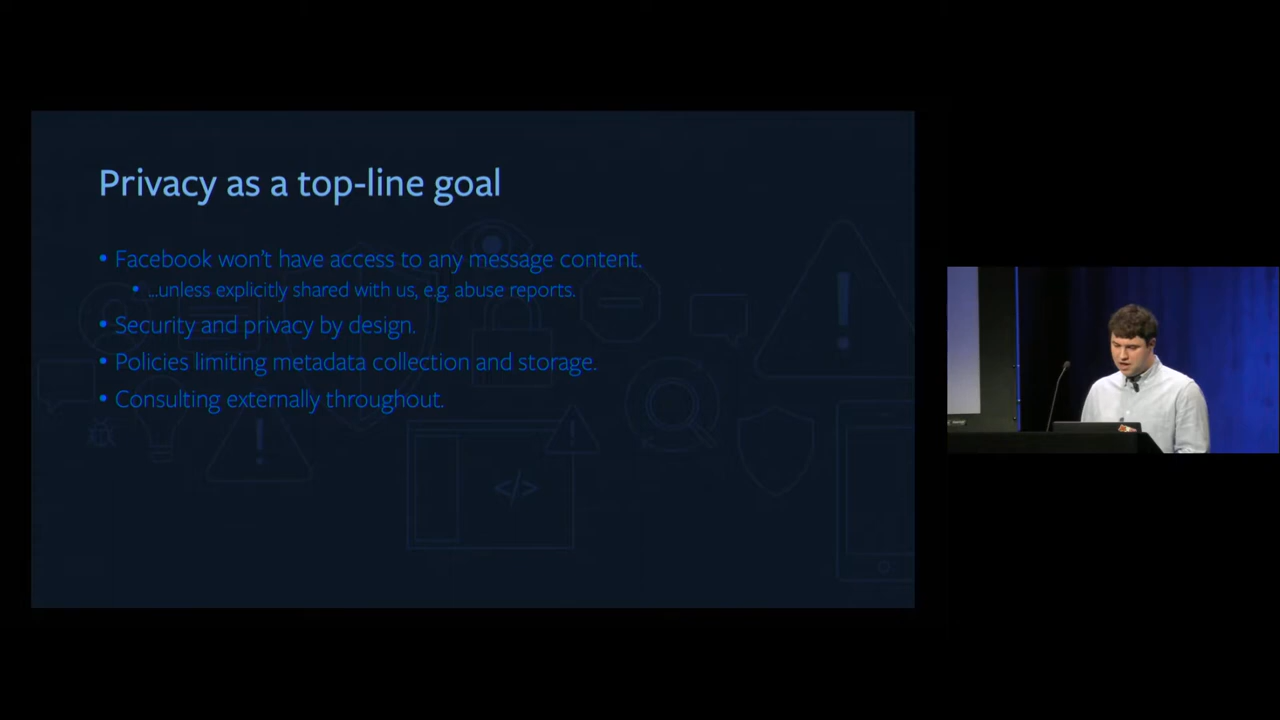 Privacy as a top-line goal
• Facebook won't have access to any message content.
• ...unless explicitly shared with us, e.g. abuse reports.
• Security and privacy by design.
• Policies limiting metadata collection and storage.
• Consulting externally throughout.
</>